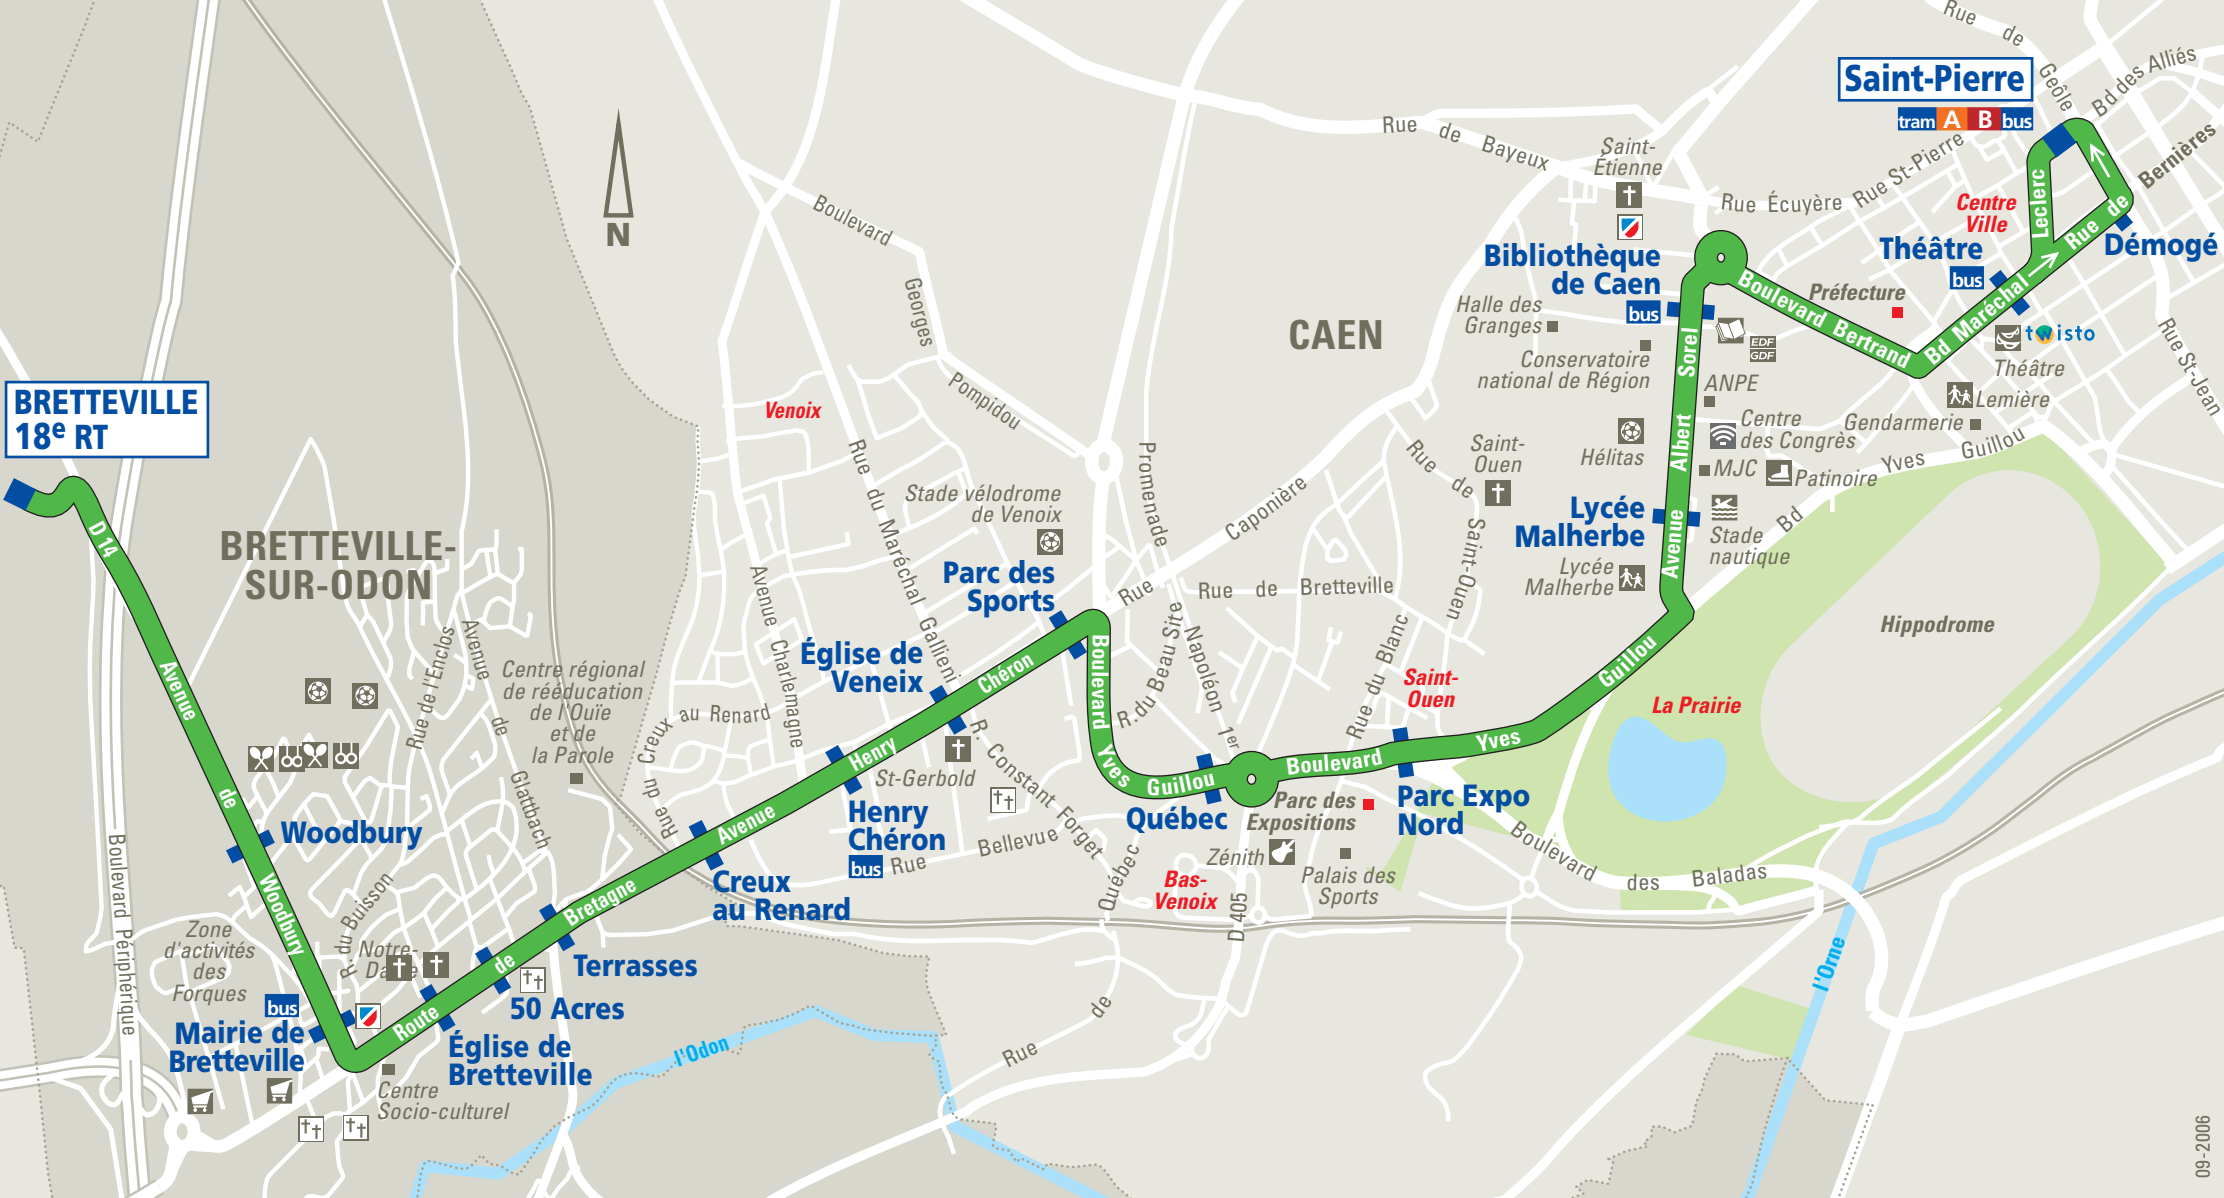 Rue de
Geôle
Bd des Alliés
Saint-Pierre
tram A B bus
Bernières
Rue de Bayeux
Saint-
Étienne
Rue Écuyère
Rue St-Pierre
Centre
Ville
Leclerc
Rue de
Démogé
Théâtre
bus
Bibliothèque
de Caen
bus
Boulevard
Georges
Pompidou
N
CAEN
Halle des
Granges
Conservatoire
national de Région
Sorel
Boulevard Bertrand
Préfecture
Bd Maréchal
EDF
GDF
twisto
Théâtre
Rue St-Jean
ANPE
Lemière
Centre
des Congrès
Gendarmerie
Hélitas
Albert
MJC
Patinoire
Bd Yves Guillou
BRETTEVILLE
18e RT
D 14
BRETTEVILLE-
SUR-ODON
Venoix
Rue du Maréchal Gallieni
Stade vélodrome
de Venoix
Promenade
Napoléon 1er
Rue Caponière
Rue de
Saint-Ouen
Saint-
Ouen
Lycée
Malherbe
Lycée
Malherbe
Avenue
Stade
nautique
Hippodrome
Parc des
Sports
Rue de Bretteville
Avenue Charlemagne
Église de
Veneix
Chéron
Boulevard
Yves
Guillou
R.du Beau Site
Rue du Blanc
Saint-
Ouen
Guillou
La Prairie
Avenue
de
Woodbury
Rue de l'Enclos
Avenue de Glattbach
Centre régional
de rééducation
de l'Ouïe
et de
la Parole
Rue du Creux au Renard
Henry
St-Gerbold
R. Constant Forget
Boulevard
Yves
Woodbury
Henry
Chéron
bus
Rue Bellevue
Québec
Parc des
Expositions
Parc Expo
Nord
Zénith
Palais des
Sports
Boulevard des Baladas
Avenue
Creux
au Renard
Rue de
Québec
Bas-
Venoix
D 405
Boulevard Périphérique
Bretagne
R. du Buisson
Zone
d'activités
des
Forques
Notre-
Dame
de
Terrasses
50 Acres
bus
Mairie de
Bretteville
Route
Église de
Bretteville
Centre
Socio-culturel
l'Odon
l'Orne
09-2006